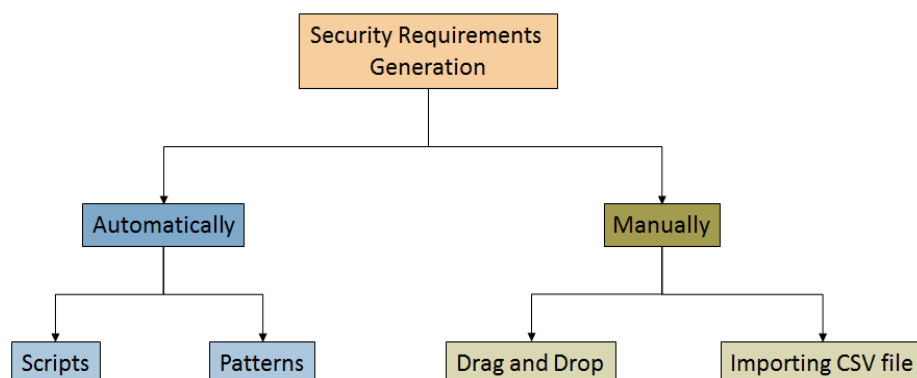 Security Requirements
Generation
Automatically
Manually
Scripts
Patterns
Drag and Drop
Importing CSV file